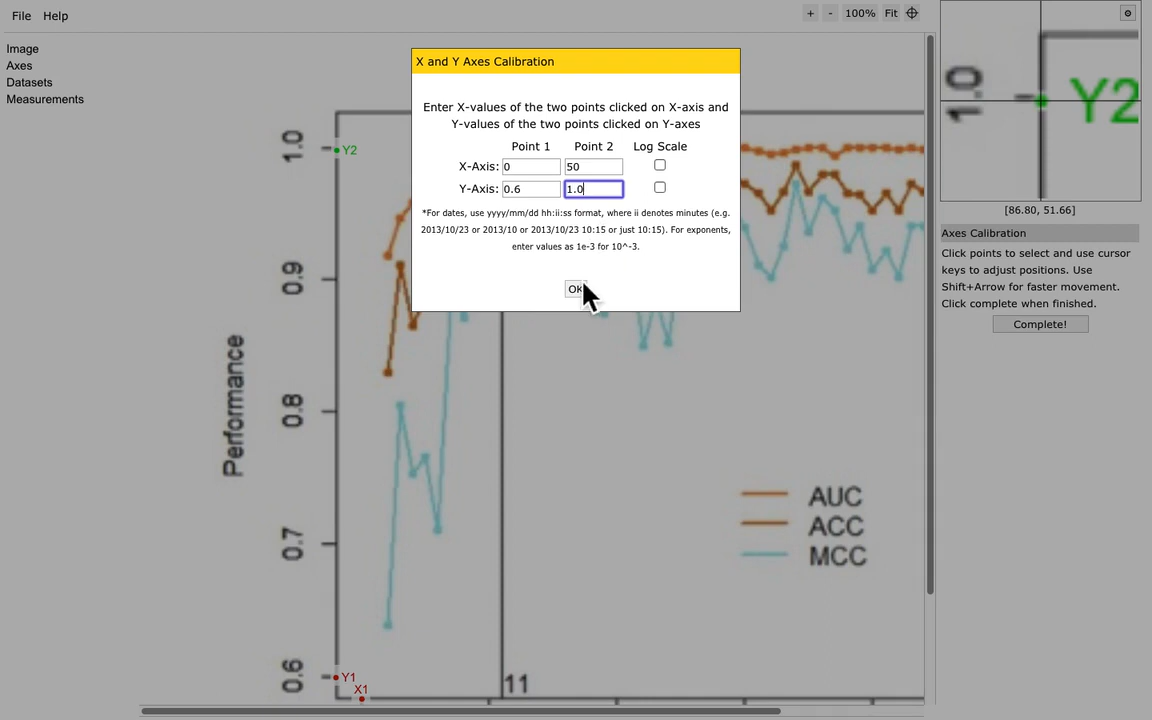 File Help
+ - 100% Fit
Image
Axes
Datasets
Measurements
X and Y Axes Calibration
Enter X-values of the two points clicked on X-axis and
Y-values of the two points clicked on Y-axes
Point 1 Point 2 Log Scale
X-Axis: 0 50
Y-Axis: 0.6 1.0
*For dates, use yyyy/mm/dd hh:ii:ss format, where ii denotes minutes (e.g.
2013/10/23 or 2013/10 or 2013/10/23 10:15 or just 10:15). For exponents,
enter values as 1e-3 for 10^-3.
OK
1.0
Y2
0.9
0.8
0.7
0.6
Performance
Y1
X1
11
AUC
ACC
MCC
1.0
Y2
[86.80, 51.66]
Axes Calibration
Click points to select and use cursor
keys to adjust positions. Use
Shift+Arrow for faster movement.
Click complete when finished.
Complete!